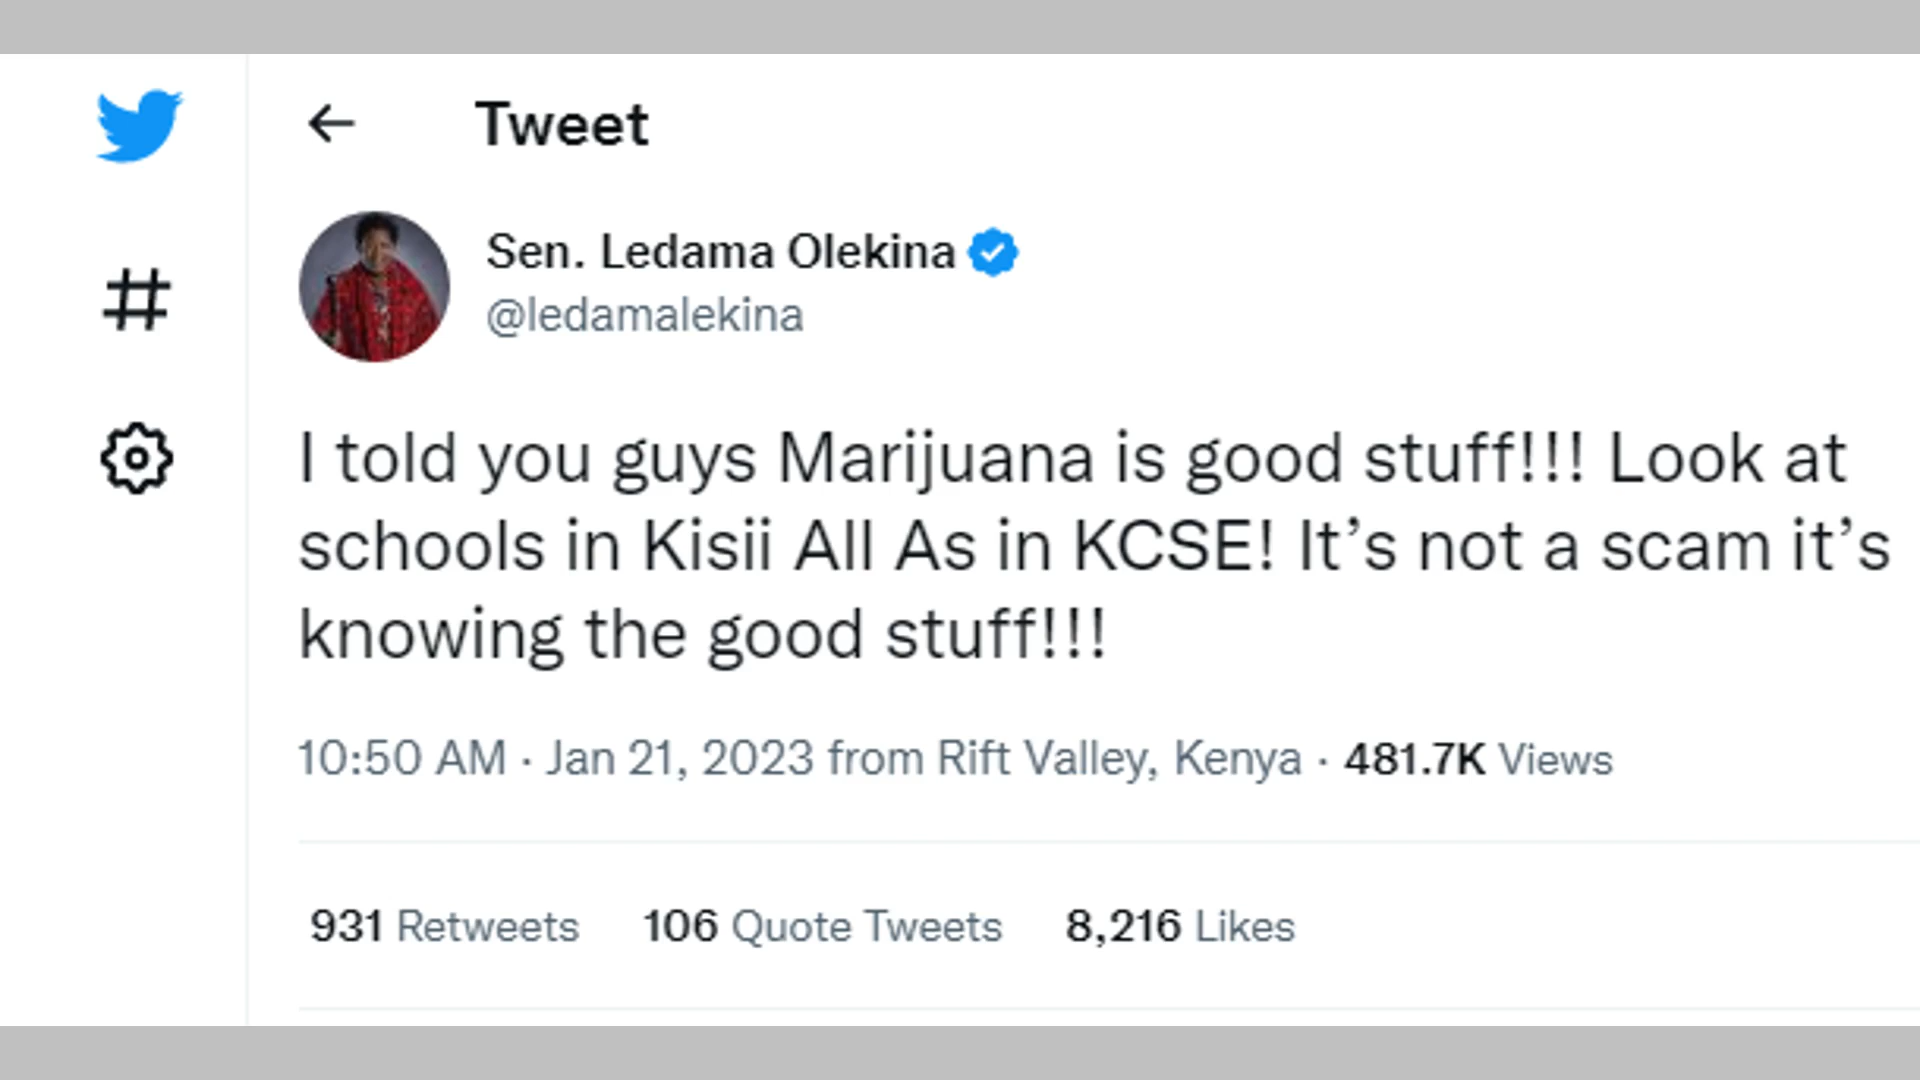 Tweet
Sen. Ledama Olekina
@ledamalekina
I told you guys Marijuana is good stuff!!! Look at
schools in Kisii All As in KCSE! It’s not a scam it’s
knowing the good stuff!!!
10:50 AM · Jan 21, 2023 from Rift Valley, Kenya · 481.7K Views
931 Retweets 106 Quote Tweets 8,216 Likes